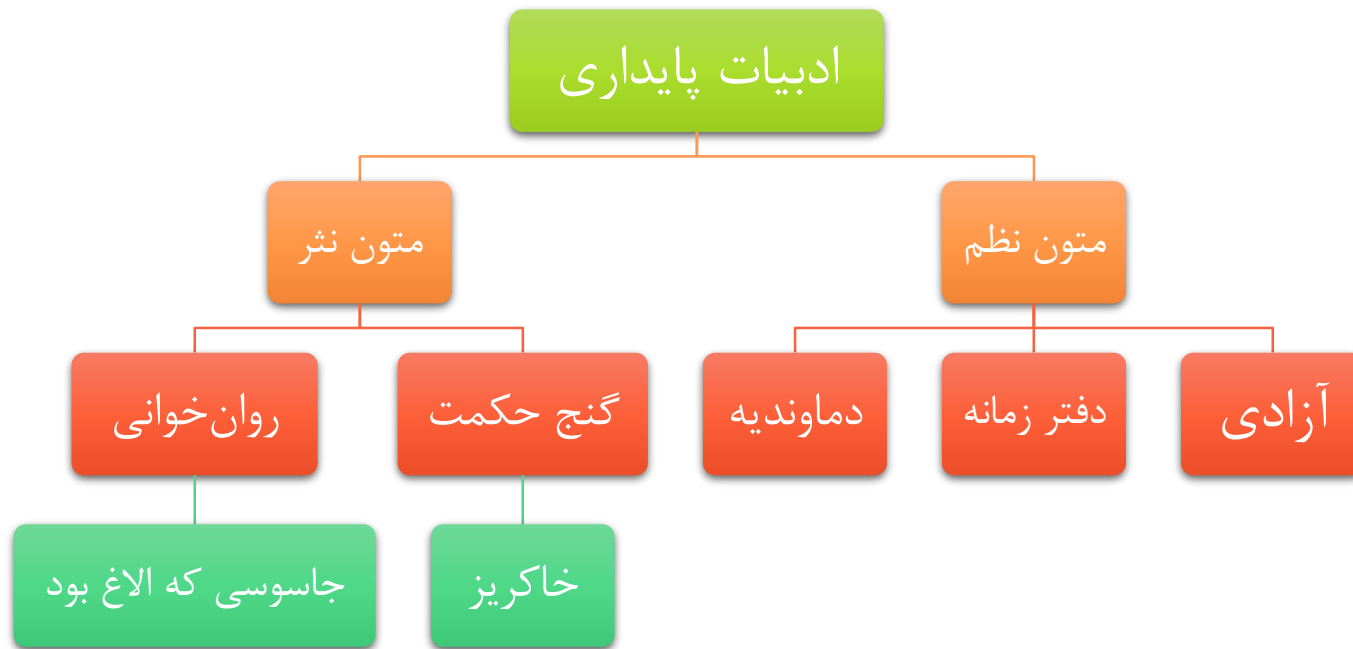 ادبیات پایداری
متون نظم
متون نثر
آزادی
دفتر زمانه
دماوندیه
گنج حکمت
روان‌خوانی
خاکریز
جاسوسی که الاغ بود